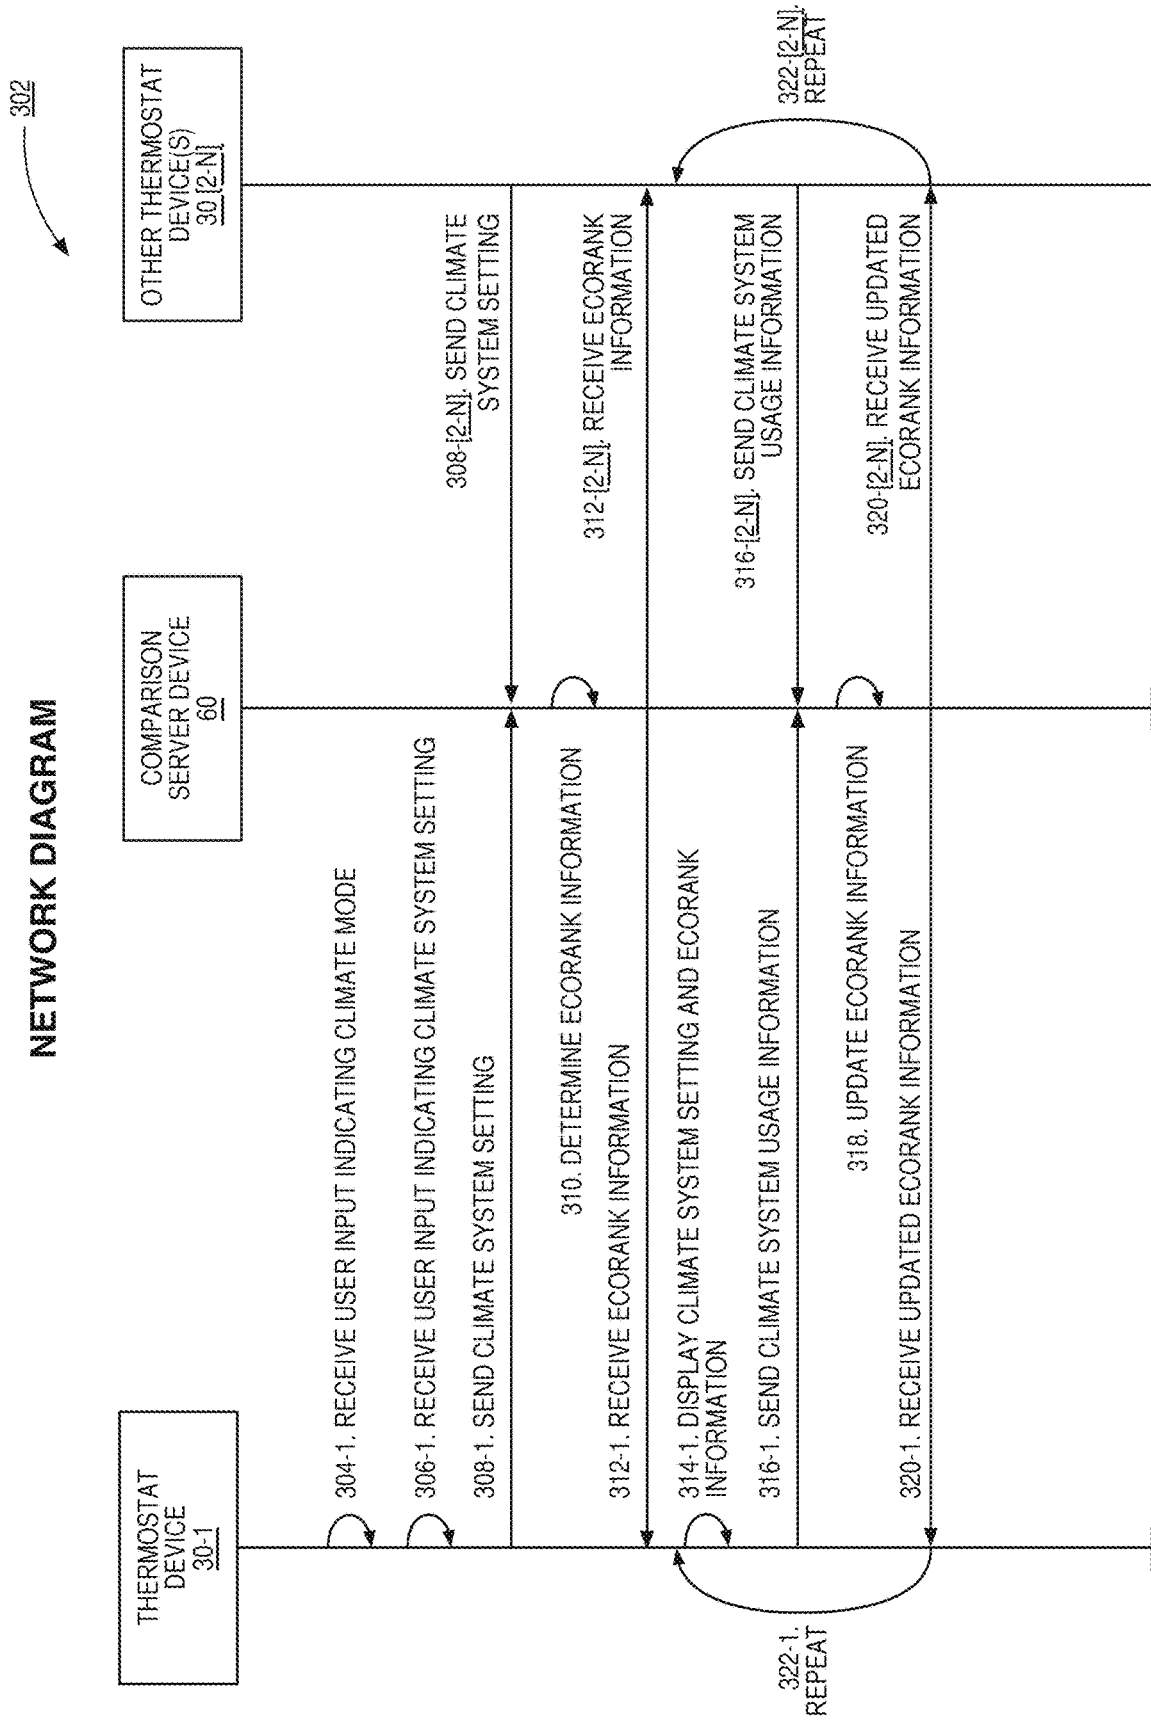 NETWORK DIAGRAM
302
THERMOSTAT
DEVICE
30-1
COMPARISON
SERVER DEVICE
60
OTHER THERMOSTAT
DEVICE(S)
30 [2-N]
304-1. RECEIVE USER INPUT INDICATING CLIMATE MODE
306-1. RECEIVE USER INPUT INDICATING CLIMATE SYSTEM SETTING
308-1. SEND CLIMATE SYSTEM SETTING
308-[2-N]. SEND CLIMATE
SYSTEM SETTING
310. DETERMINE ECORANK INFORMATION
312-1. RECEIVE ECORANK INFORMATION
312-[2-N]. RECEIVE ECORANK
INFORMATION
314-1. DISPLAY CLIMATE SYSTEM SETTING AND ECORANK
INFORMATION
316-1. SEND CLIMATE SYSTEM USAGE INFORMATION
316-[2-N]. SEND CLIMATE SYSTEM
USAGE INFORMATION
318. UPDATE ECORANK INFORMATION
320-1. RECEIVE UPDATED ECORANK INFORMATION
320-[2-N]. RECEIVE UPDATED
ECORANK INFORMATION
322-1.
REPEAT
322-[2-N].
REPEAT